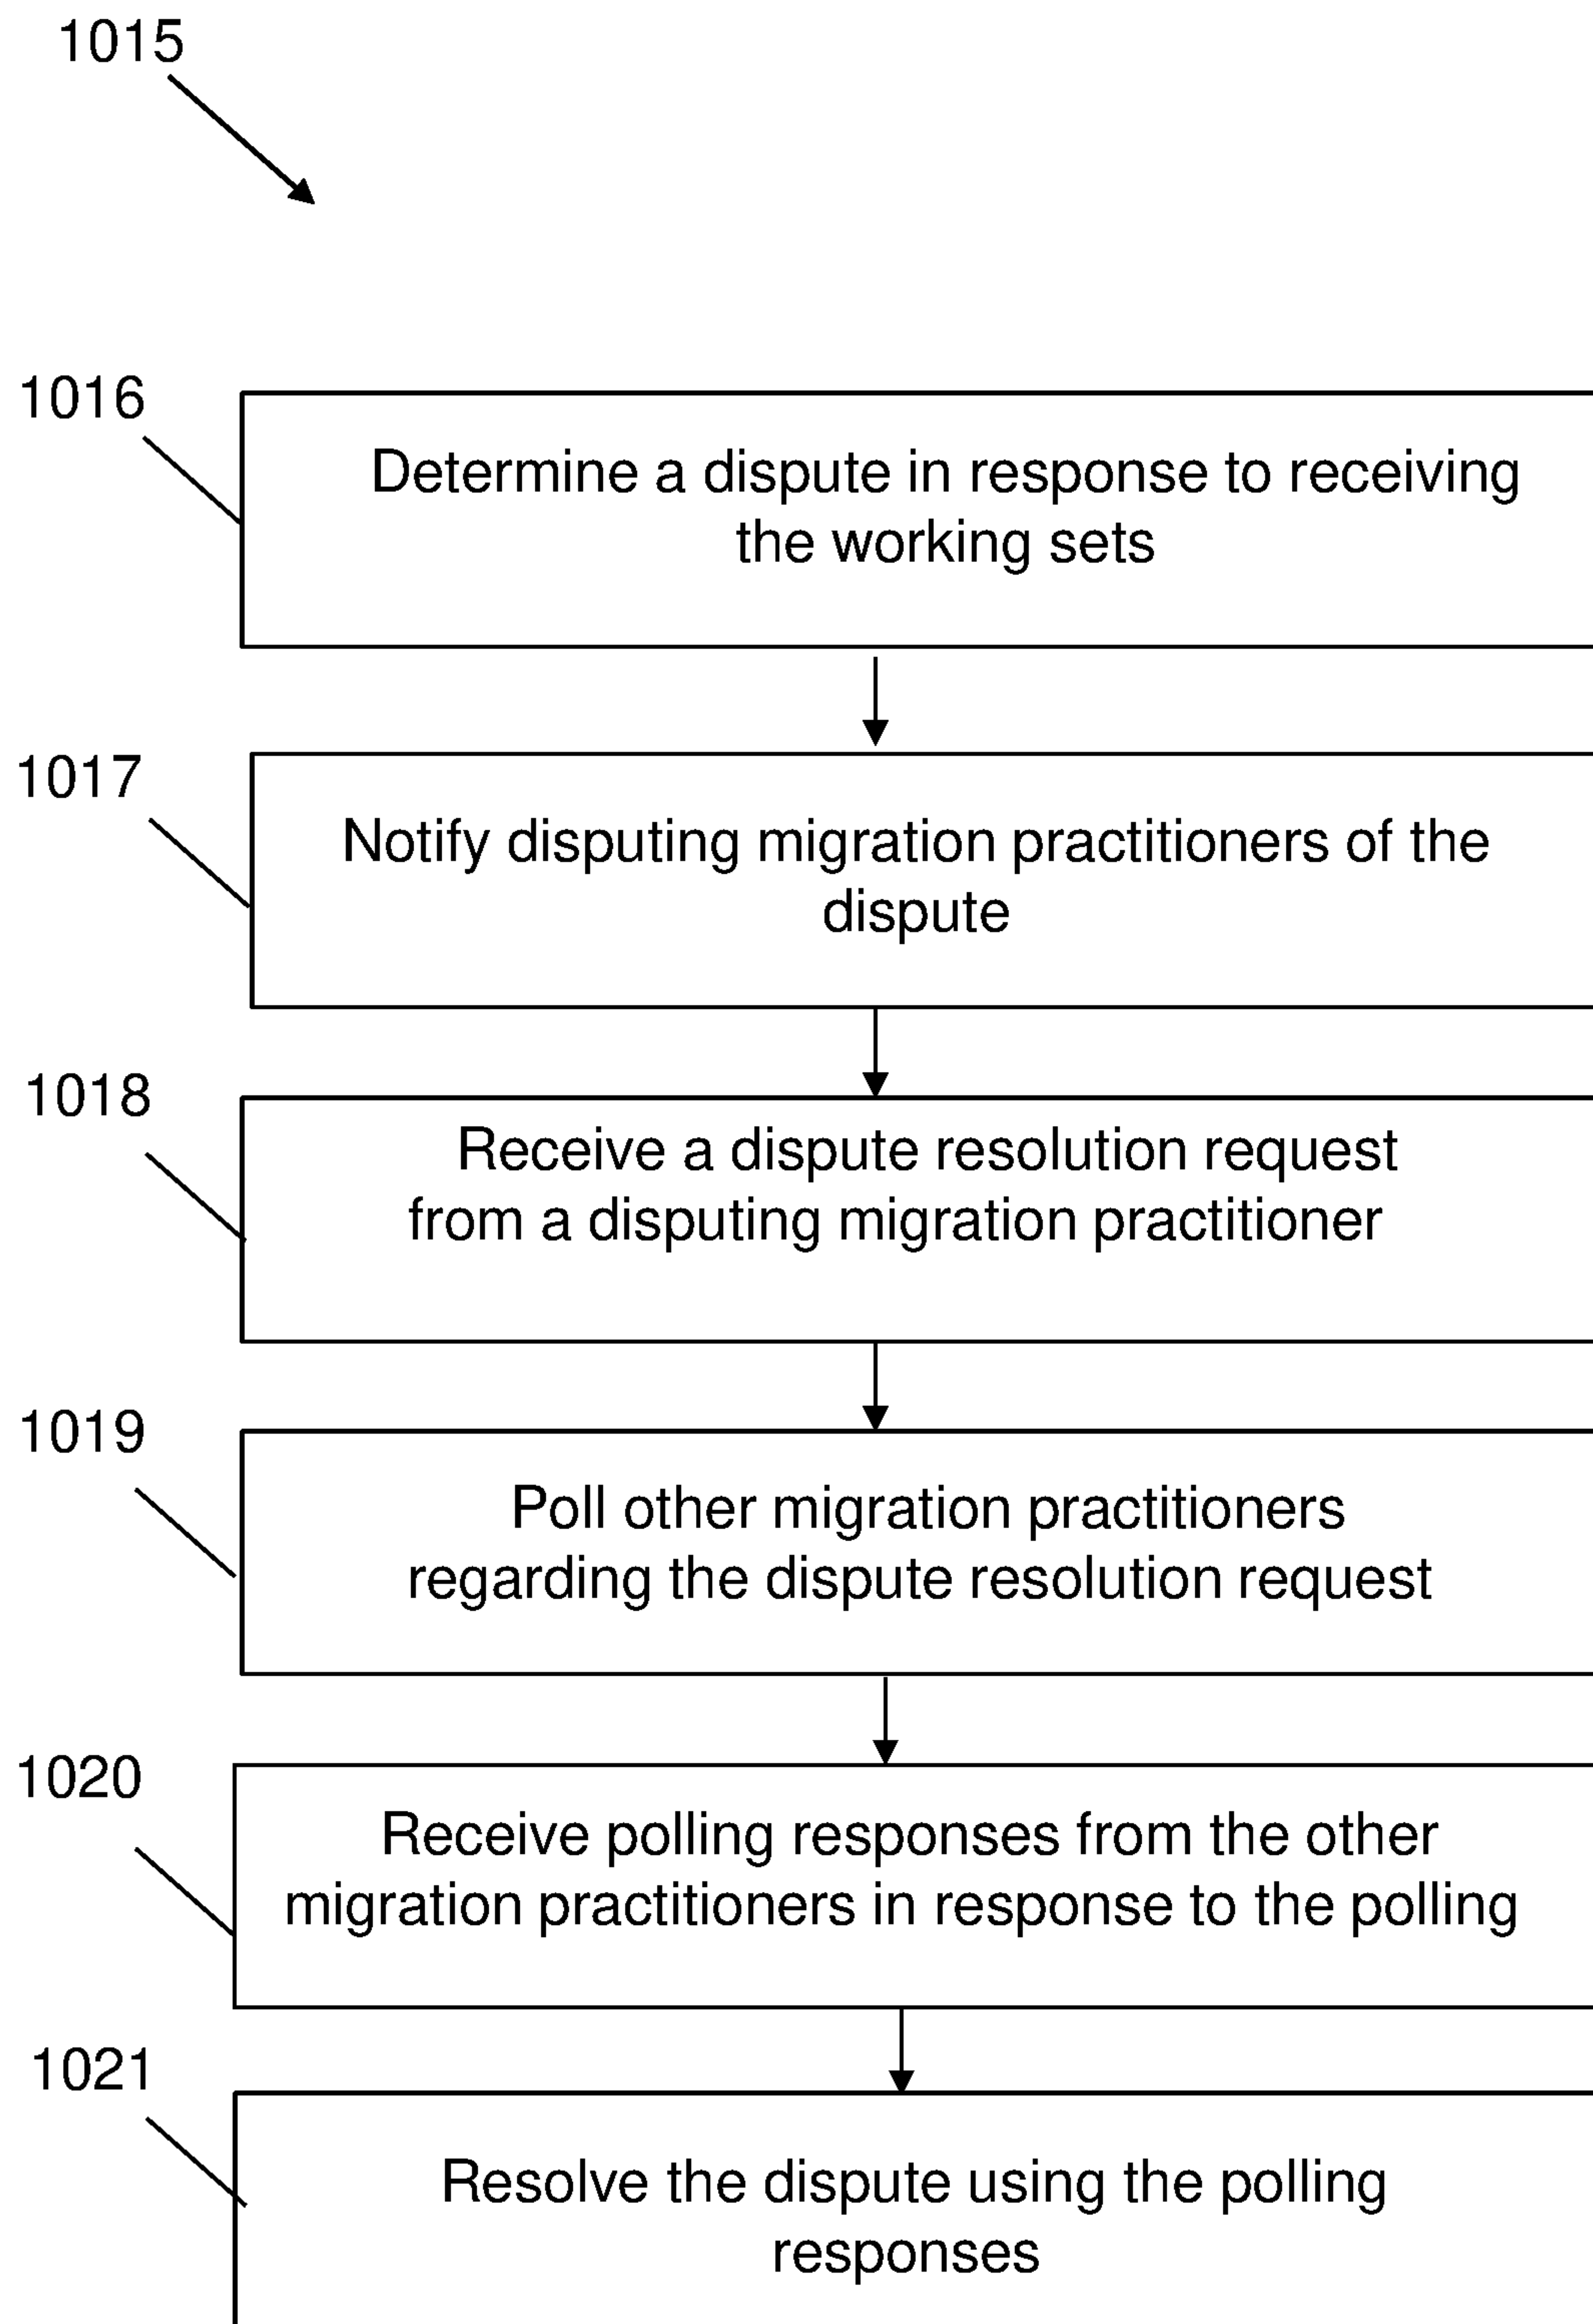 1015
1016
Determine a dispute in response to receiving
the working sets
1017
Notify disputing migration practitioners of the
dispute
1018
Receive a dispute resolution request
from a disputing migration practitioner
1019
Poll other migration practitioners
regarding the dispute resolution request
1020
Receive polling responses from the other
migration practitioners in response to the polling
1021
Resolve the dispute using the polling
responses